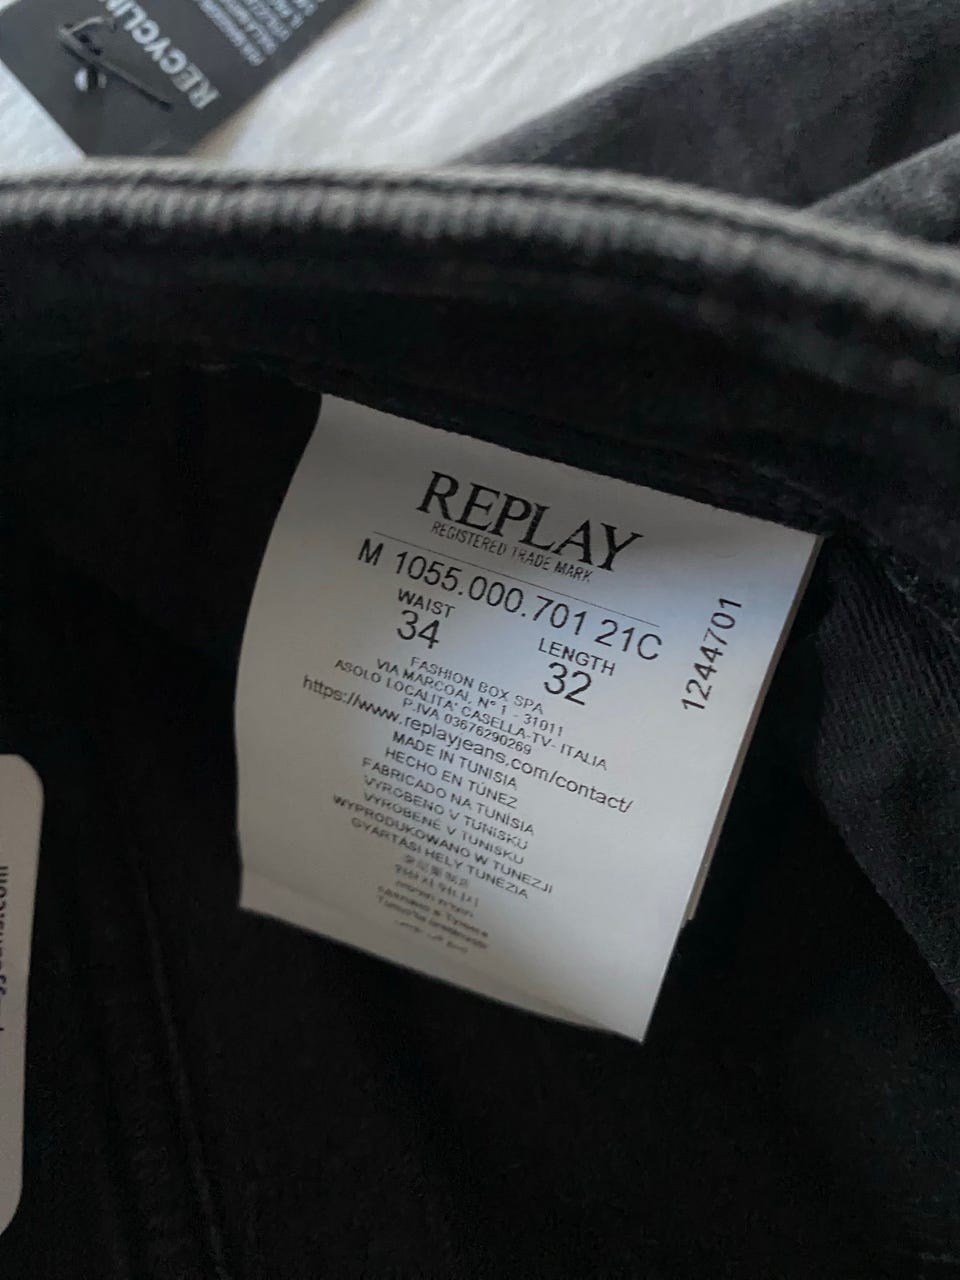 RECYCLIN
REPLAY
REGISTERED TRADE MARK
M 1055.000.701 21C
WAIST
34
LENGTH
32
1244701
FASHION BOX SPA
VIA MARCOAI, N° 1 - 31011
ASOLO LOCALITA' CASELLA-TV- ITALIA
P.IVA 03676290269
https://www.replayjeans.com/contact/
MADE IN TUNISIA
HECHO EN TÚNEZ
FABRICADO NA TUNÍSIA
VYROBENO V TUNISKU
VYROBENÉ V TUNISKU
WYPRODUKOWANO W TUNEZJI
GYÁRTÁSI HELY TUNÉZIA